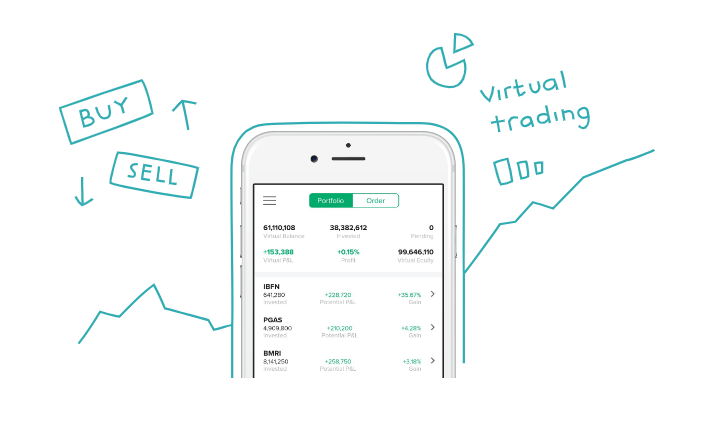 BUY
SELL
virtual
trading
Portfolio Order
61,110,108 38,382,612 0
Virtual Balance Invested Pending
+153,388 +0.15% 99,646,110
Virtual P&L Profit Virtual Equity
IBFN
641,280 +228,720 +35.67%
Invested Potential P&L Gain
PGAS
4,909,800 +210,200 +4.28%
Invested Potential P&L Gain
BMRI
8,141,250 +258,750 +3.18%
Invested Potential P&L Gain